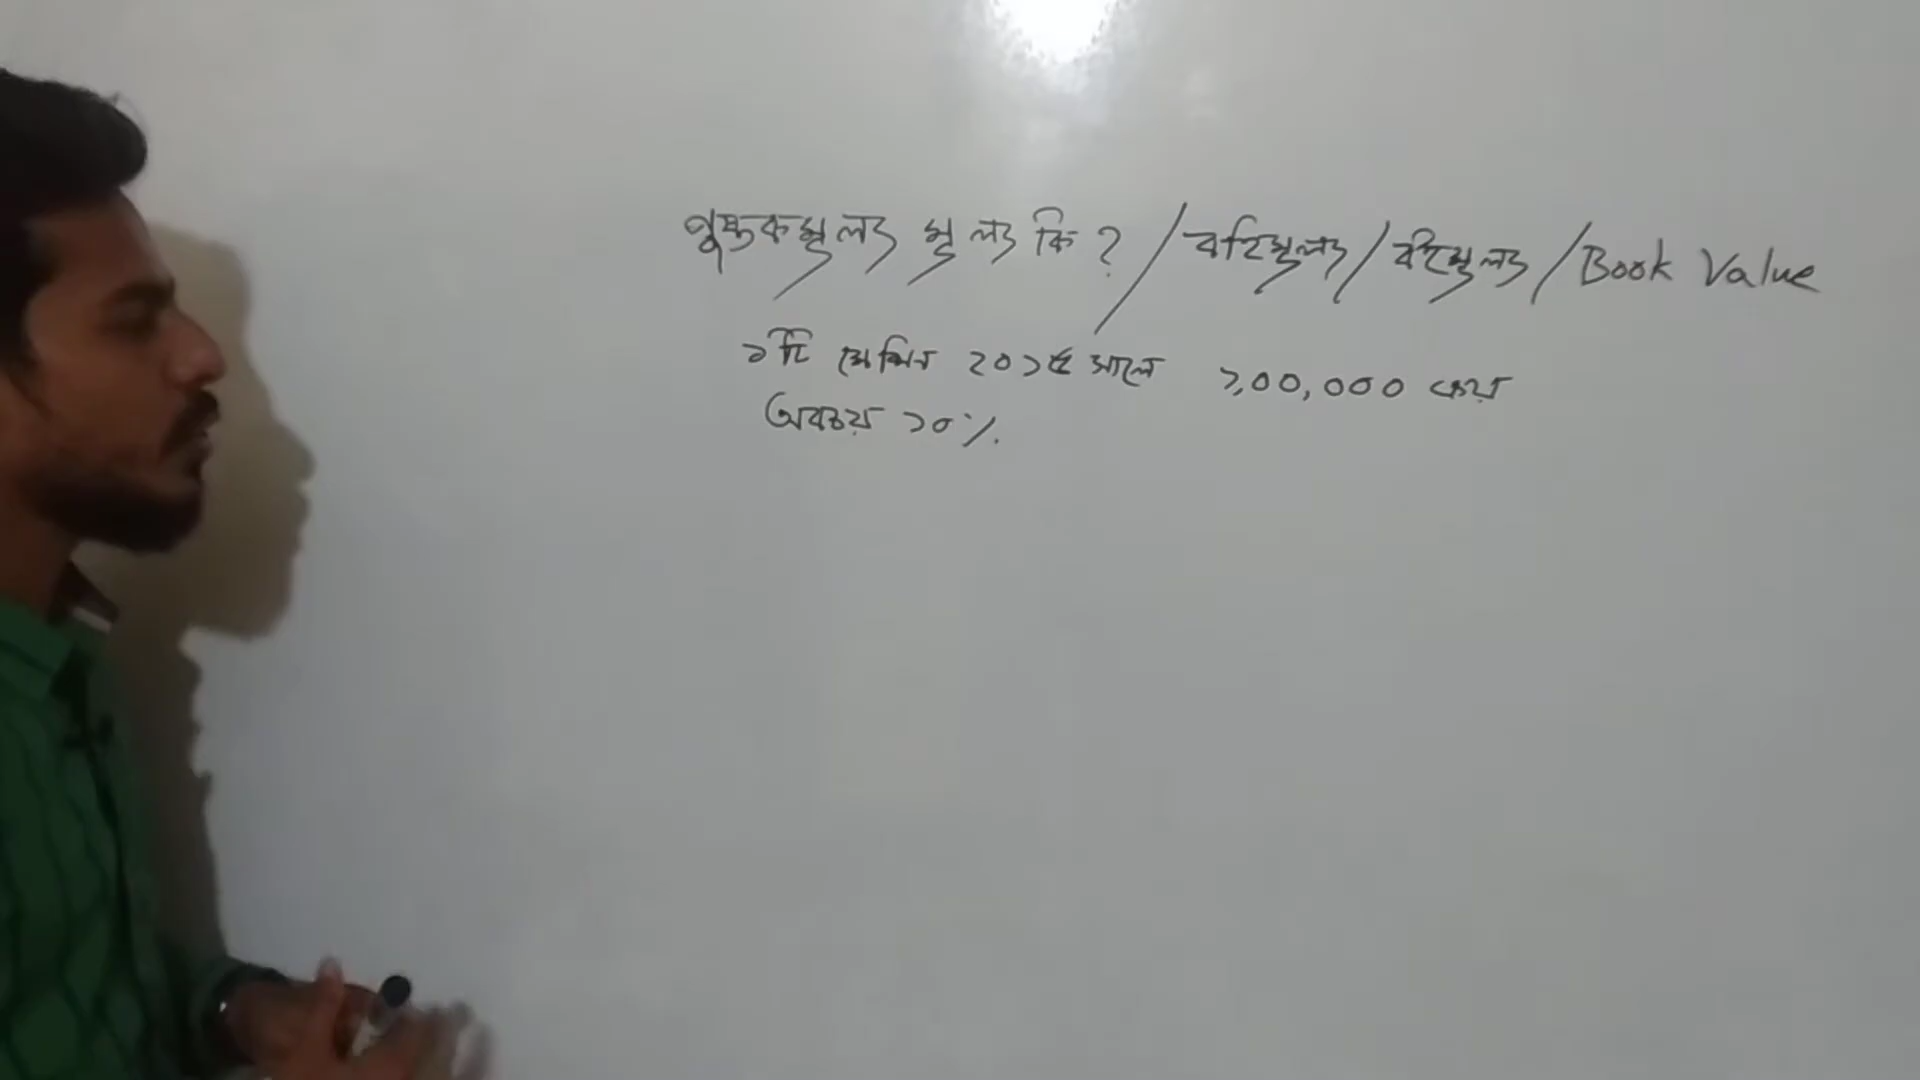 পুস্তকমূল্য মূল্য কি ? / বহিমূল্য / বইমূল্য / Book Value
১টি মেশিন ২০১৫ সালে ১,০০,০০০ ক্রয়
অবচয় ১০%.